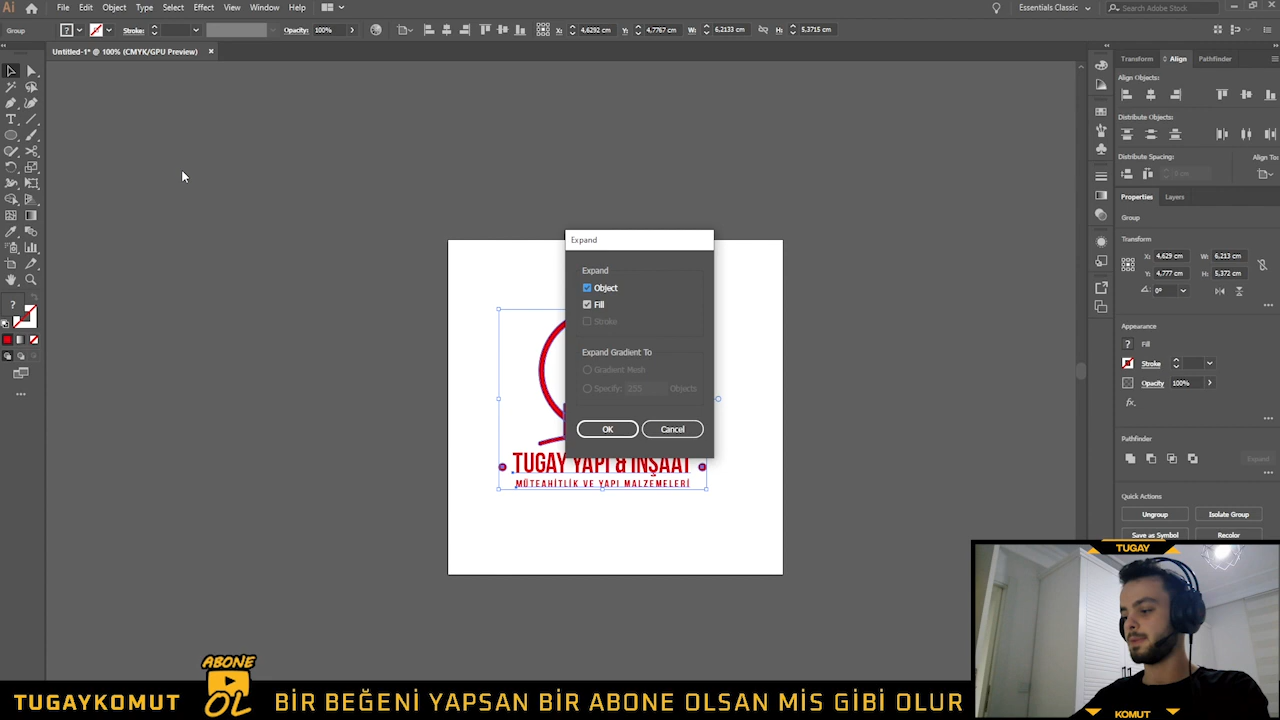 Ai File Edit Object Type Select Effect View Window Help Essentials Classic Search Adobe Stock
Group ? Stroke: Opacity: 100% X: 4,6292 cm Y: 4,7767 cm W: 6,2133 cm H: 5,3715 cm
Untitled-1* @ 100% (CMYK/GPU Preview) ×
Transform Align Pathfinder
Align Objects:
Distribute Objects:
Distribute Spacing: Align To:
0 cm
Properties Layers
Group
Transform
X: 4,629 cm W: 6,213 cm
Y: 4,777 cm H: 5,372 cm
0°
Appearance
? Fill
Stroke
Opacity 100%
fx
Pathfinder
Expand
Quick Actions
Ungroup Isolate Group
Save as Symbol Recolor
Expand
Expand
Object
Fill
Stroke
Expand Gradient To
Gradient Mesh
Specify: 255 Objects
OK Cancel
TUGAY YAPI & İNŞAAT
MÜTEAHİTLİK VE YAPI MALZEMELERİ
TUGAY
KOMUT
ABONE
OL
TUGAYKOMUT BİR BEĞENİ YAPSAN BİR ABONE OLSAN MİS GİBİ OLUR